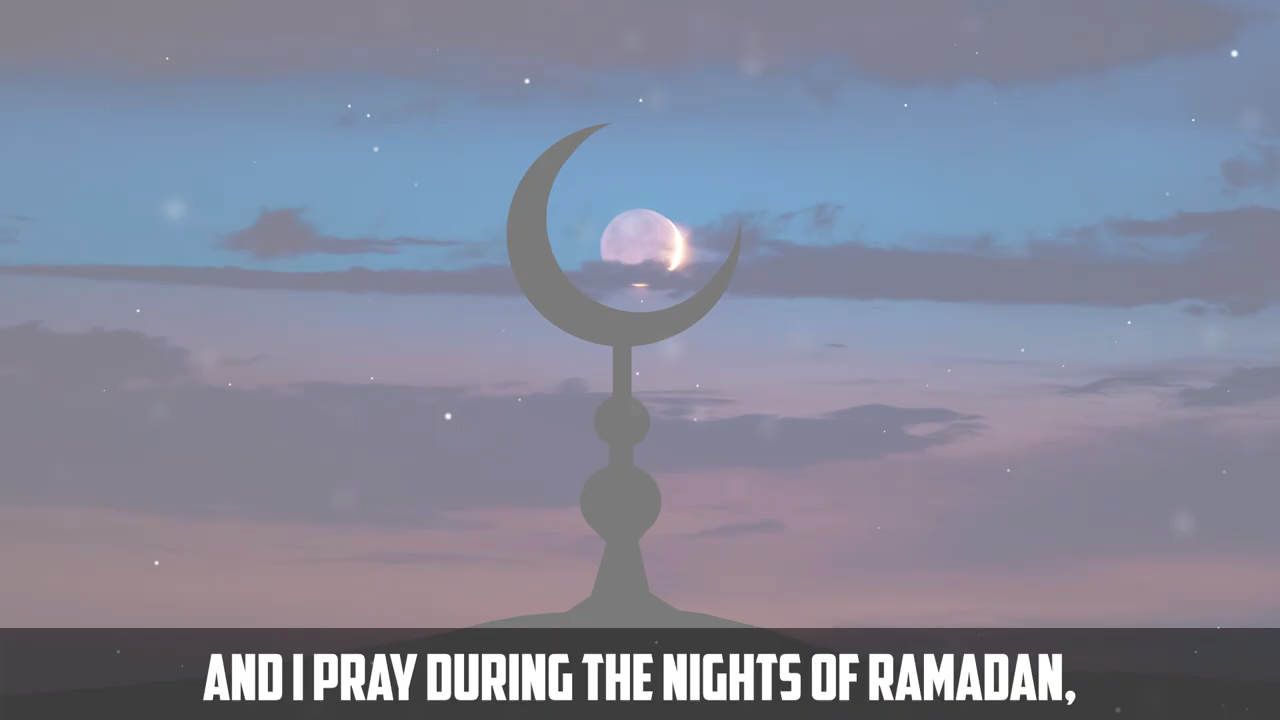 AND I PRAY DURING THE NIGHTS OF RAMADAN,